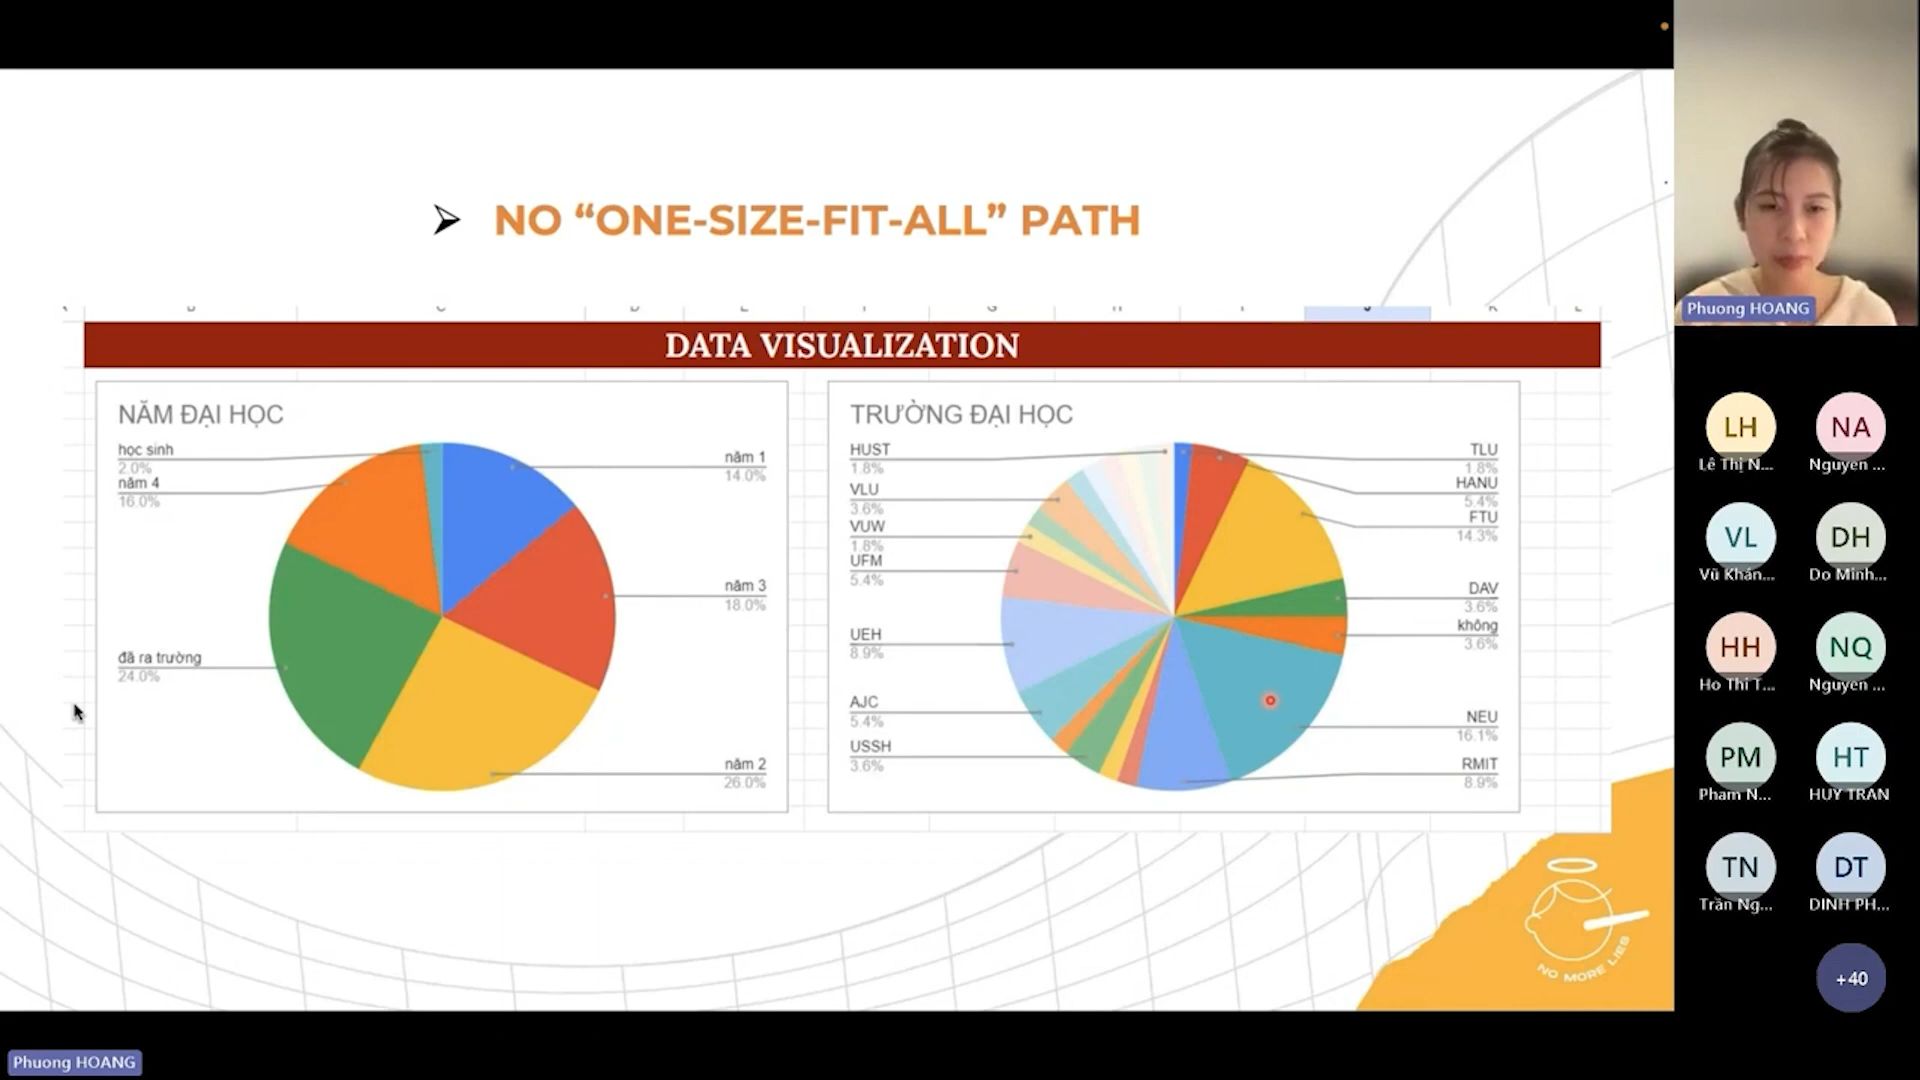 NO “ONE-SIZE-FIT-ALL” PATH
DATA VISUALIZATION
NĂM ĐẠI HỌC
học sinh
2.0%
năm 4
16.0%
đã ra trường
24.0%
năm 1
14.0%
năm 3
18.0%
năm 2
26.0%
TRƯỜNG ĐẠI HỌC
HUST
1.8%
VLU
3.6%
VUW
1.8%
UFM
5.4%
UEH
8.9%
AJC
5.4%
USSH
3.6%
TLU
1.8%
HANU
5.4%
FTU
14.3%
DAV
3.6%
không
3.6%
NEU
16.1%
RMIT
8.9%
NO MORE LIES
Phuong HOANG
Phuong HOANG
LH
Lê Thị N...
NA
Nguyen ...
VL
Vũ Khán...
DH
Do Minh...
HH
Ho Thi T...
NQ
Nguyen ...
PM
Pham N...
HT
HUY TRAN
TN
Trần Ng...
DT
DINH PH...
+40